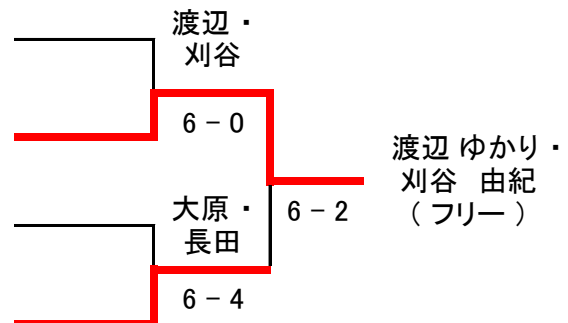 渡辺・
刈谷
6－0
大原・
長田
6－4
6－2
渡辺 ゆかり・
刈谷　由紀
（ フリー ）